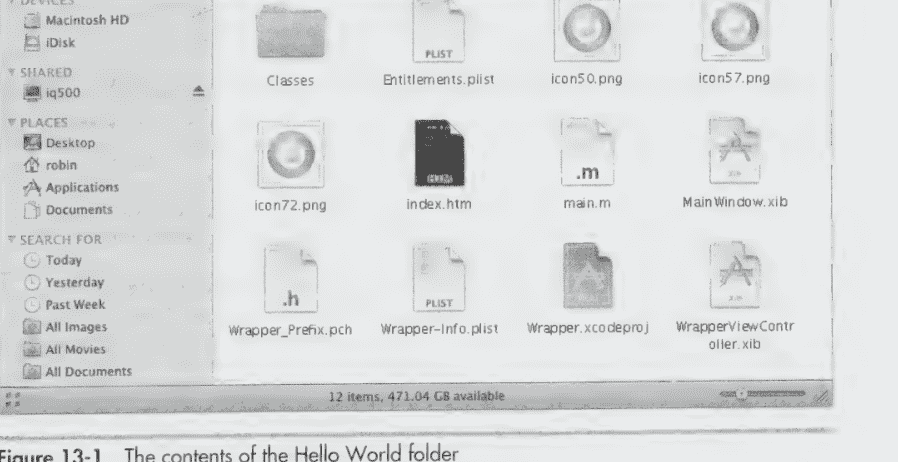 DEVICES
Macintosh HD
iDisk
SHARED
iq500
PLACES
Desktop
robin
Applications
Documents
SEARCH FOR
Today
Yesterday
Past Week
All Images
All Movies
All Documents
PLIST
Classes
Entitlements.plist
icon50.png
icon57.png
.m
icon72.png
index.htm
main.m
MainWindow.xib
.h
PLIST
Wrapper_Prefix.pch
Wrapper-Info.plist
Wrapper.xcodeproj
WrapperViewContr
oller.xib
12 items, 471.04 GB available
Figure 13-1 The contents of the Hello World folder